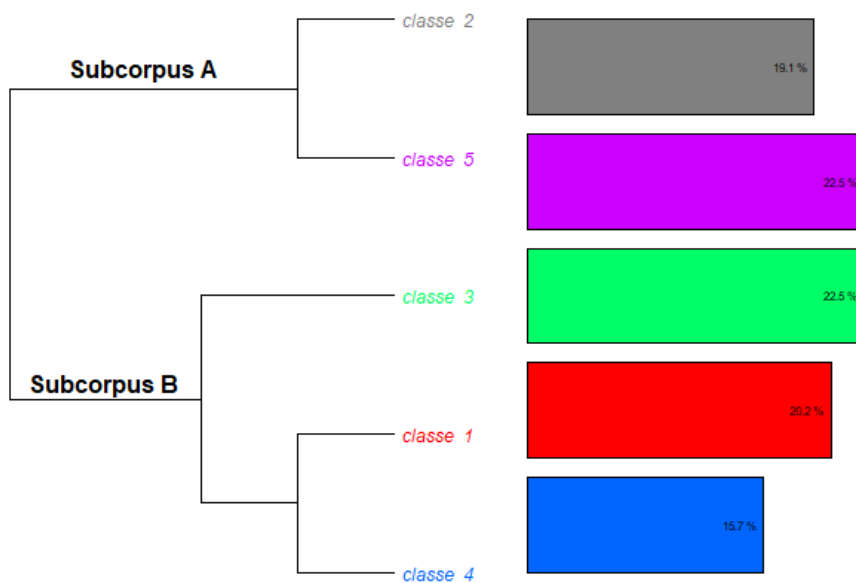 classe 2
19.1 %
Subcorpus A
classe 5
22.5 %
classe 3
22.5 %
Subcorpus B
classe 1
20.2 %
classe 4
15.7 %